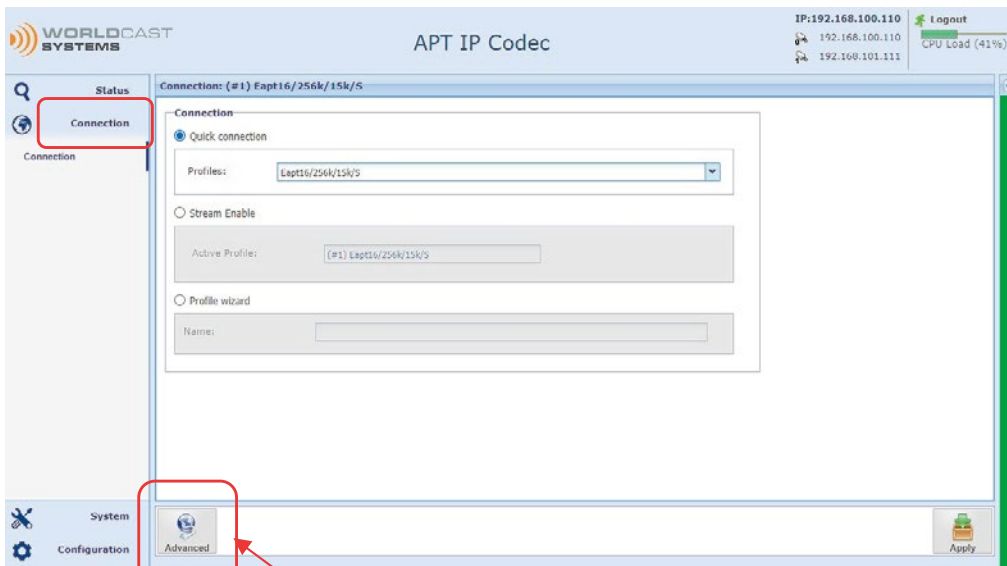 WORLDCAST
SYSTEMS
APT IP Codec
IP:192.168.100.110
192.168.100.110
192.168.101.111
Logout
CPU Load (41%)
Status
Connection
Connection
Connection: (#1) Eapt16/256k/15k/S
Connection
Quick connection
Profiles:
Eapt16/256k/15k/S
Stream Enable
Active Profile:
(#1) Eapt16/256k/15k/S
Profile wizard
Name:
System
Configuration
Advanced
Apply